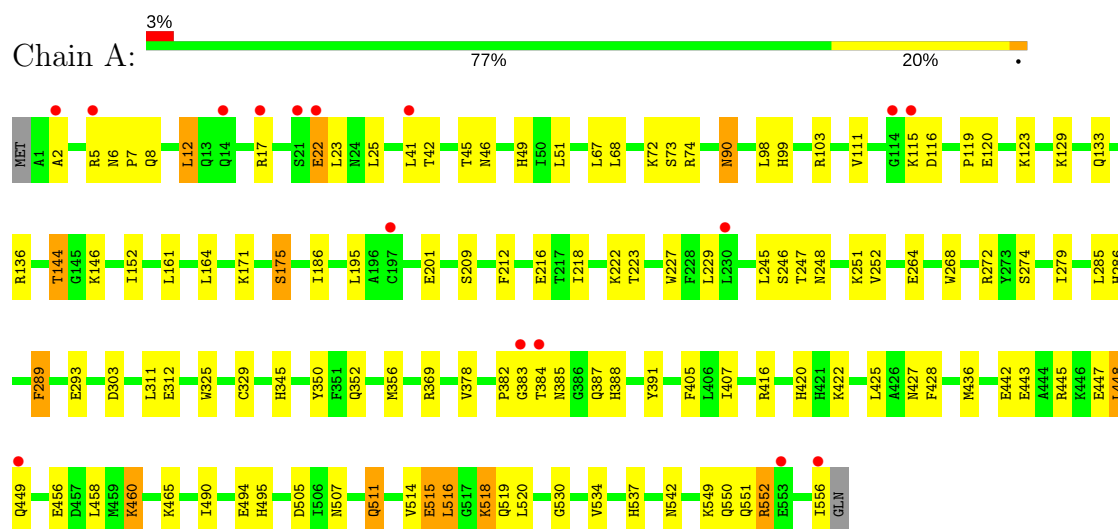 3%
Chain A:
77% 20% •
MET A1 A2 R5 N6 P7 Q8 L12 Q13 Q14 R17 S21 E22 L23 N24 L25 L41 T42 T45 N46 H49 I50 L51 L67 L68 K72 S73 R74 N90 L98 H99 R103 V111 G114 K115 D116 P119 E120 K123 K129 Q133
R136 T144 G145 K146 I152 L161 L164 K171 S175 I186 L195 A196 C197 E201 S209 F212 E216 T217 I218 K222 T223 W227 F228 L229 L230 L245 S246 T247 N248 K251 V252 E264 W268 R272 Y273 S274 I279 L285 H286
F289 E293 D303 L311 E312 W325 C329 H345 Y350 F351 Q352 M356 R369 V378 P382 G383 T384 N385 G386 Q387 H388 Y391 F405 L406 I407 R416 H420 H421 K422 L425 A426 N427 F428 M436 E442 E443 A444 R445 K446 E447 L448
Q449 E456 D457 L458 M459 K460 K465 I490 E494 H495 D505 I506 N507 Q511 V514 E515 L516 G517 K518 Q519 L520 G530 V534 H537 N542 K549 Q550 Q551 R552 E553 I556 GLN